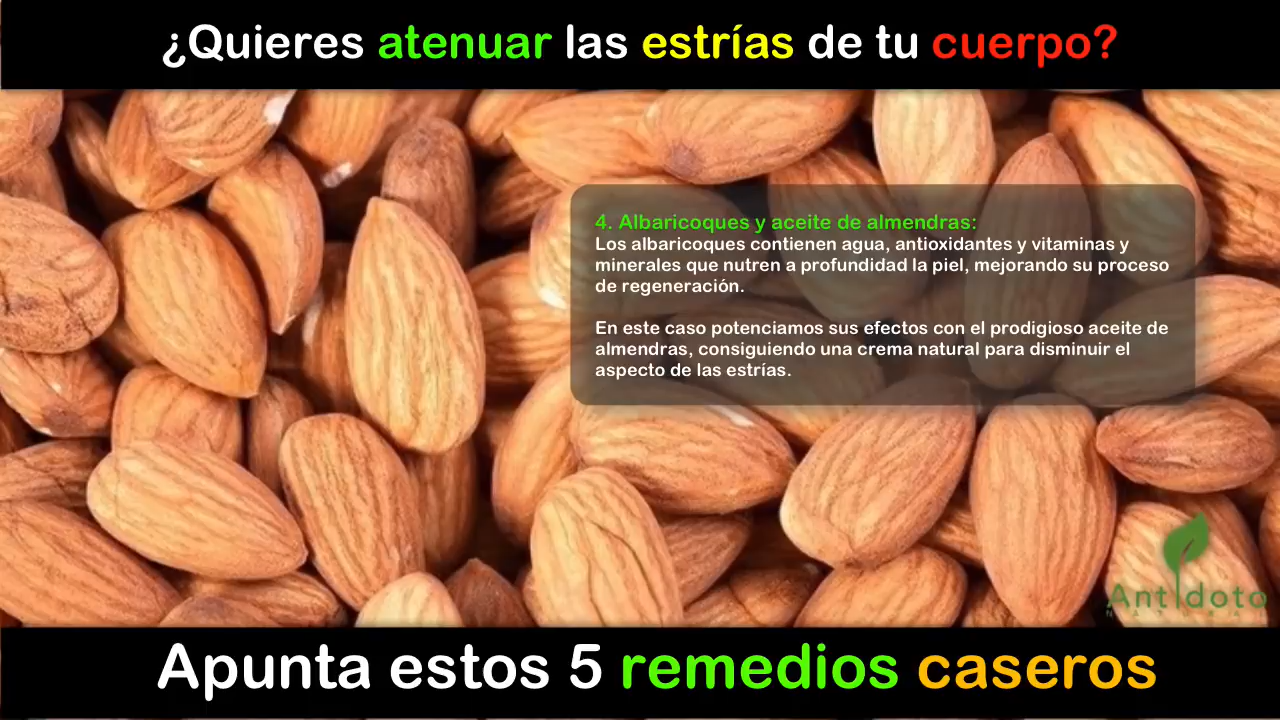 ¿Quieres atenuar las estrías de tu cuerpo?
4. Albaricoques y aceite de almendras:
Los albaricoques contienen agua, antioxidantes y vitaminas y
minerales que nutren a profundidad la piel, mejorando su proceso
de regeneración.
En este caso potenciamos sus efectos con el prodigioso aceite de
almendras, consiguiendo una crema natural para disminuir el
aspecto de las estrías.
Antidoto
Apunta estos 5 remedios caseros